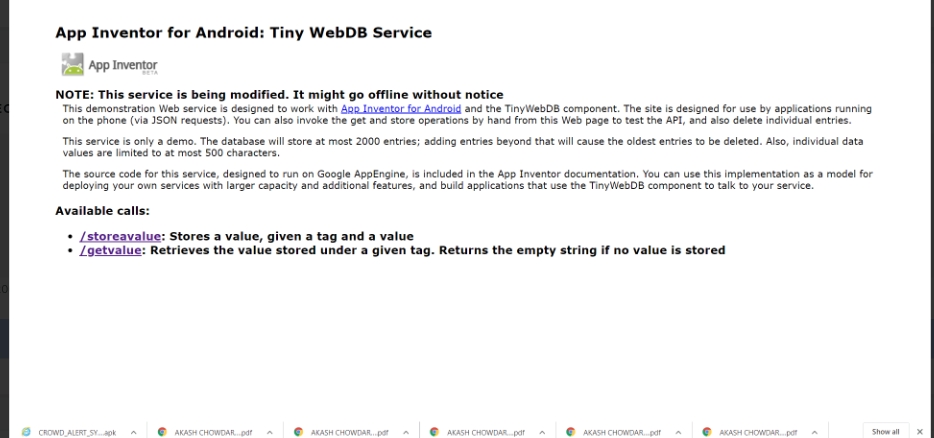 App Inventor for Android: Tiny WebDB Service
App Inventor
BETA
NOTE: This service is being modified. It might go offline without notice
This demonstration Web service is designed to work with App Inventor for Android and the TinyWebDB component. The site is designed for use by applications running
on the phone (via JSON requests). You can also invoke the get and store operations by hand from this Web page to test the API, and also delete individual entries.
This service is only a demo. The database will store at most 2000 entries; adding entries beyond that will cause the oldest entries to be deleted. Also, individual data
values are limited to at most 500 characters.
The source code for this service, designed to run on Google AppEngine, is included in the App Inventor documentation. You can use this implementation as a model for
deploying your own services with larger capacity and additional features, and build applications that use the TinyWebDB component to talk to your service.
Available calls:
• /storeavalue: Stores a value, given a tag and a value
• /getvalue: Retrieves the value stored under a given tag. Returns the empty string if no value is stored
CROWD_ALERT_SY....apk AKASH CHOWDAR....pdf AKASH CHOWDAR....pdf AKASH CHOWDAR....pdf AKASH CHOWDAR....pdf AKASH CHOWDAR....pdf Show all